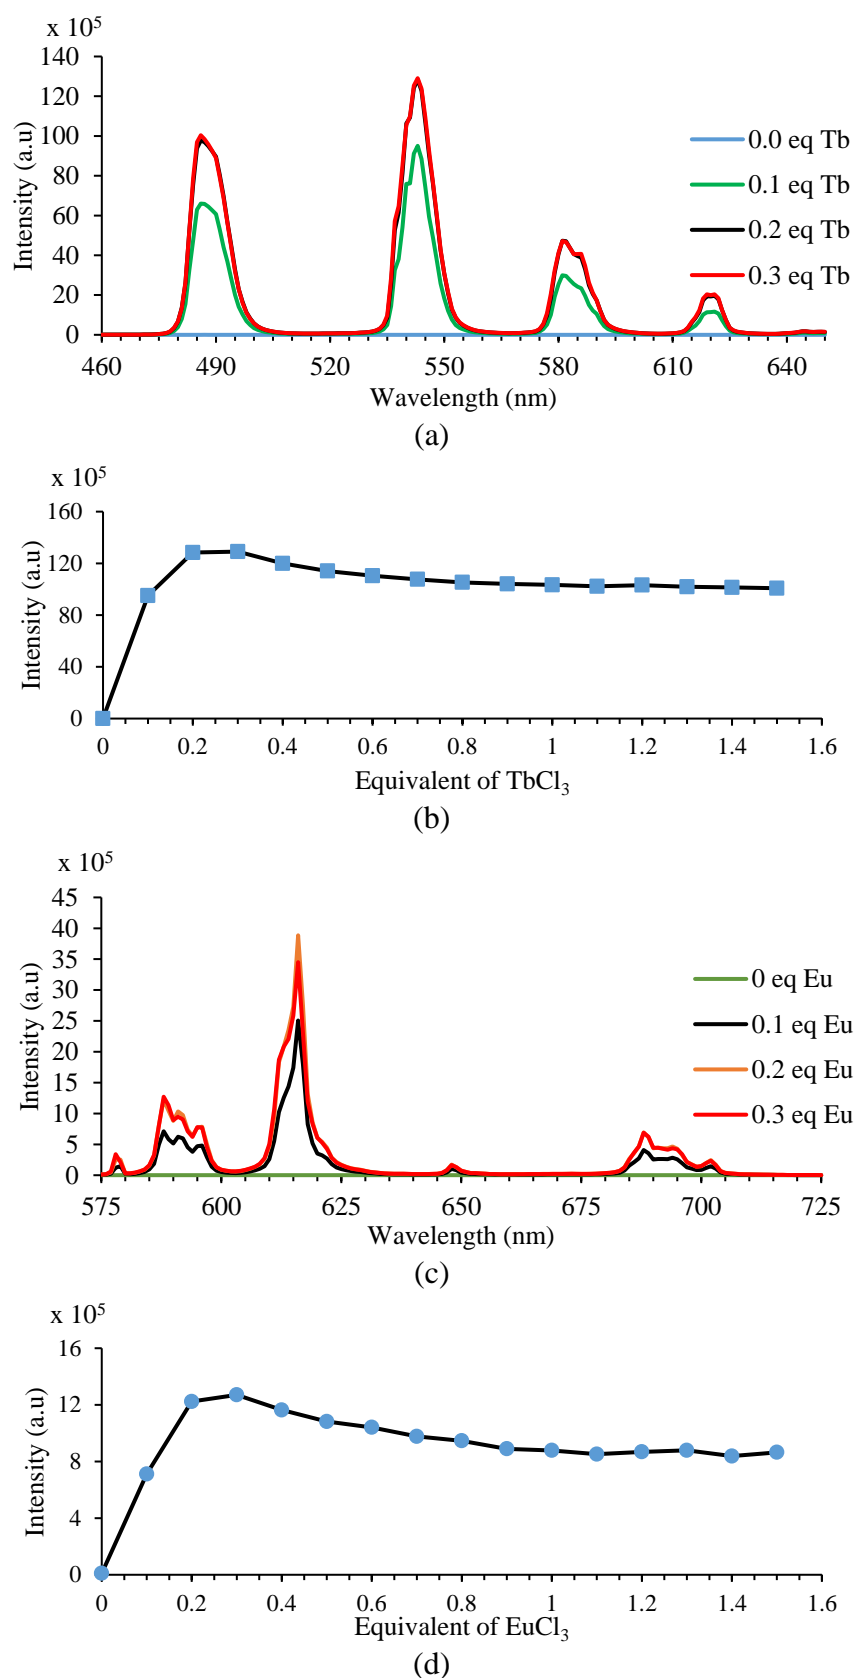 x 10⁵
140
120
100
80
60
40
20
0
Intensity (a.u)
0.0 eq Tb
0.1 eq Tb
0.2 eq Tb
0.3 eq Tb
460 490 520 550 580 610 640
Wavelength (nm)
(a)
x 10⁵
160
120
80
40
0
Intensity (a.u)
0 0.2 0.4 0.6 0.8 1 1.2 1.4 1.6
Equivalent of TbCl₃
(b)
x 10⁵
45
40
35
30
25
20
15
10
5
0
Intensity (a.u)
0 eq Eu
0.1 eq Eu
0.2 eq Eu
0.3 eq Eu
575 600 625 650 675 700 725
Wavelength (nm)
(c)
x 10⁵
16
12
8
4
0
Intensity (a.u)
0 0.2 0.4 0.6 0.8 1.0 1.2 1.4 1.6
Equivalent of EuCl₃
(d)